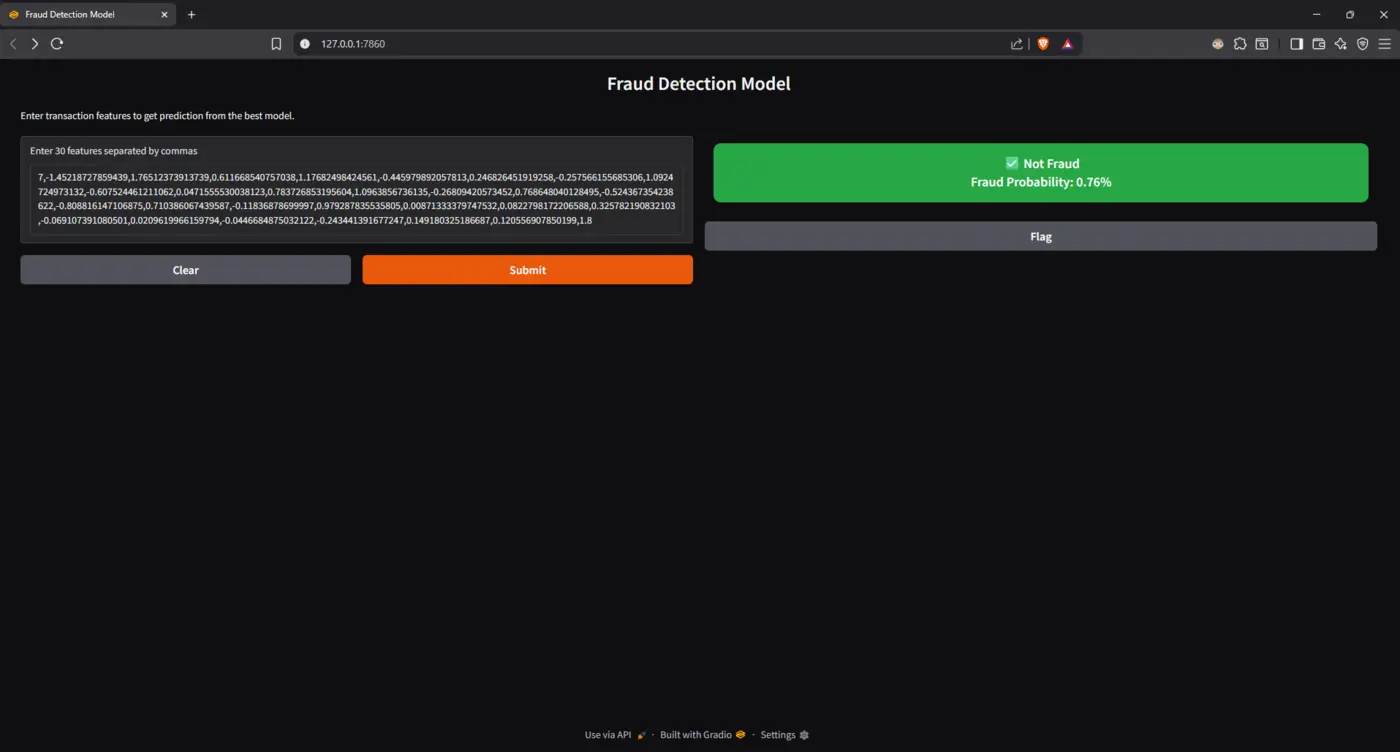 Fraud Detection Model
127.0.0.1:7860
Fraud Detection Model
Enter transaction features to get prediction from the best model.
Enter 30 features separated by commas
7,-1.45218727859439,1.76512373913739,0.611668540757038,1.17682498424561,-0.445979892057813,0.246826451919258,-0.257566155685306,1.0924
724973132,-0.607524461211062,0.0471555530038123,0.783726853195604,1.0963856736135,-0.26809420573452,0.768648040128495,-0.524367354238
622,-0.808816147106875,0.710386067439587,-0.11836878699997,0.979287835535805,0.00871333379747532,0.0822798172206588,0.325782190832103
,-0.069107391080501,0.0209619966159794,-0.0446684875032122,-0.243441391677247,0.149180325186687,0.120556907850199,1.8
Clear
Submit
✅ Not Fraud
Fraud Probability: 0.76%
Flag
Use via API 🚀 · Built with Gradio · Settings ⚙️